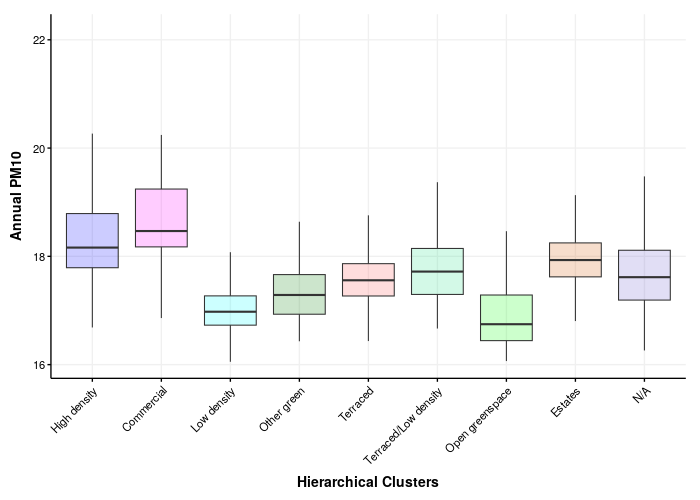 Annual PM10
22
20
18
16
High density
Commercial
Low density
Other green
Terraced
Terraced/Low density
Open greenspace
Estates
N/A
Hierarchical Clusters